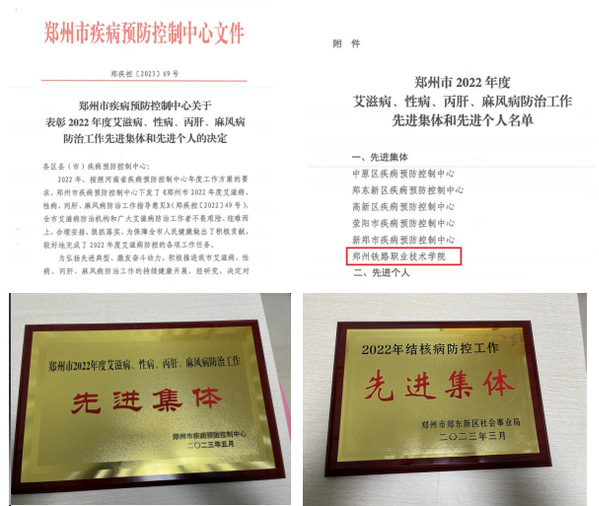 郑州市疾病预防控制中心文件
郑疾控〔2023〕69号
郑州市疾病预防控制中心关于
表彰2022年度艾滋病、性病、丙肝、麻风病
防治工作先进集体和先进个人的决定
各区县（市）疾病预防控制中心：
2022年，按照河南省疾病预防控制中心年度工作方案的要
求，郑州市疾病预防控制中心下发了《郑州市2022年度艾滋病、
性病、丙肝防治工作指导意见》（郑疾控〔2022〕49号），
全市艾滋病防治机构和广大艾滋病防治工作者不畏艰险、迎难而
上，合理安排，狠抓落实，为保障全市人民健康做出了积极贡献，
较好地完成了2022年度艾滋病防控的各项工作任务。
为弘扬先进典型，激发奋斗动力，积极推进我市艾滋病、性
病、丙肝、麻风病防治工作的持续健康开展，经研究，决定对
附 件
郑州市2022年度
艾滋病、性病、丙肝、麻风病防治工作
先进集体和先进个人名单
一、先进集体
中原区疾病预防控制中心
郑东新区疾病预防控制中心
高新区疾病预防控制中心
荥阳市疾病预防控制中心
新郑市疾病预防控制中心
郑州铁路职业技术学院
二、先进个人
郑州市2022年度艾滋病、性病、丙肝、麻风病防治工作
先进集体
郑州市疾病预防控制中心
二〇二三年三月
2022年结核病防控工作
先进集体
郑州市郑东新区社会事业局
二〇二三年三月